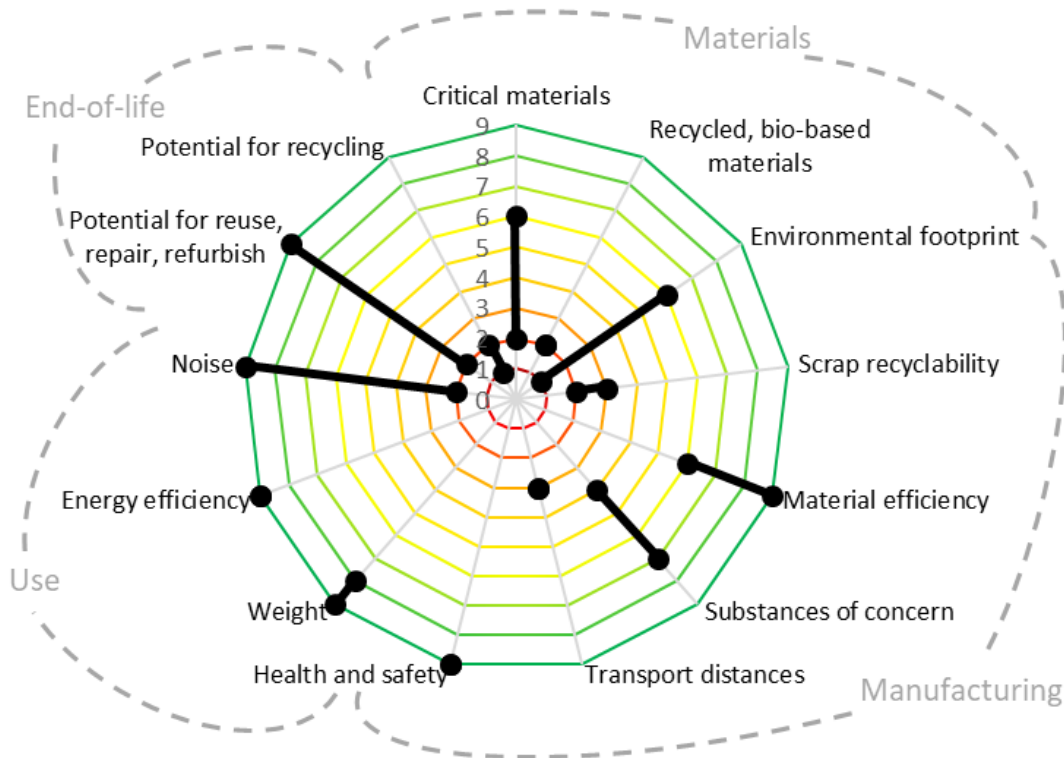 Materials
End-of-life
Critical materials
Recycled, bio-based
materials
Potential for recycling
9
8
7
6
5
4
3
2
1
0
Potential for reuse,
repair, refurbish
Environmental footprint
Noise
Scrap recyclability
Energy efficiency
Material efficiency
Use
Weight
Substances of concern
Health and safety
Transport distances
Manufacturing